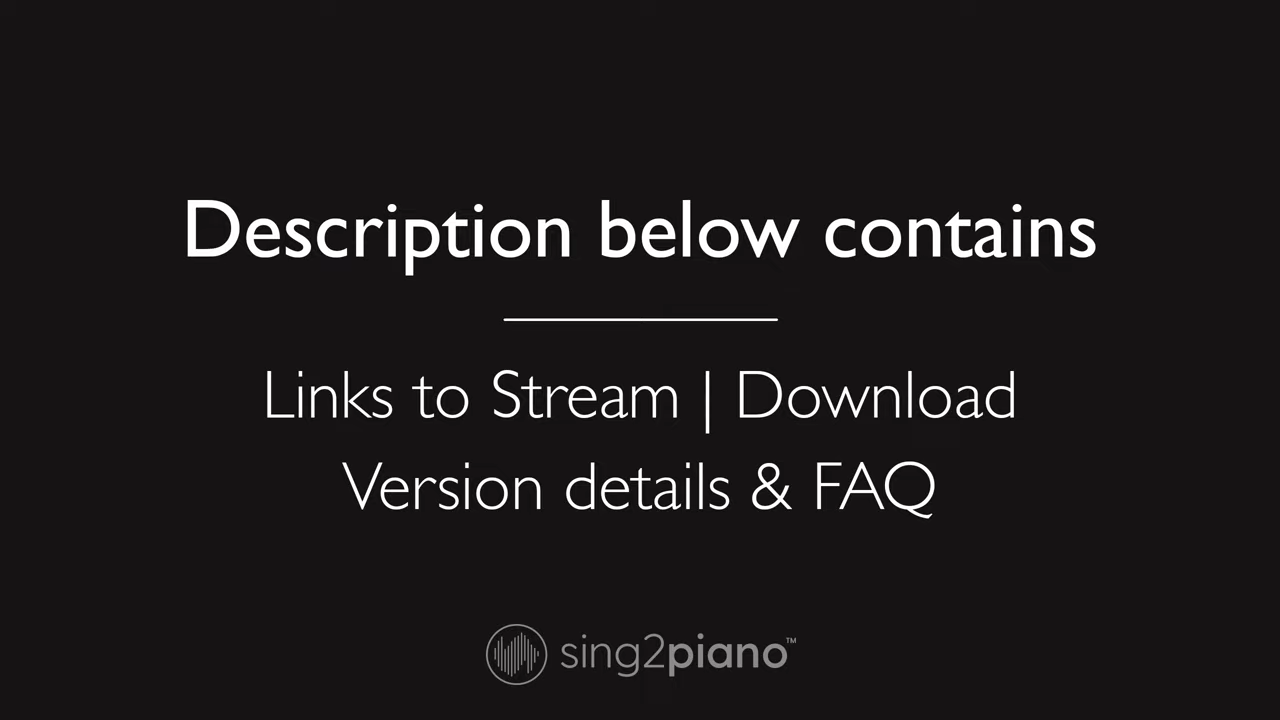 Description below contains
Links to Stream | Download
Version details & FAQ
sing2piano™